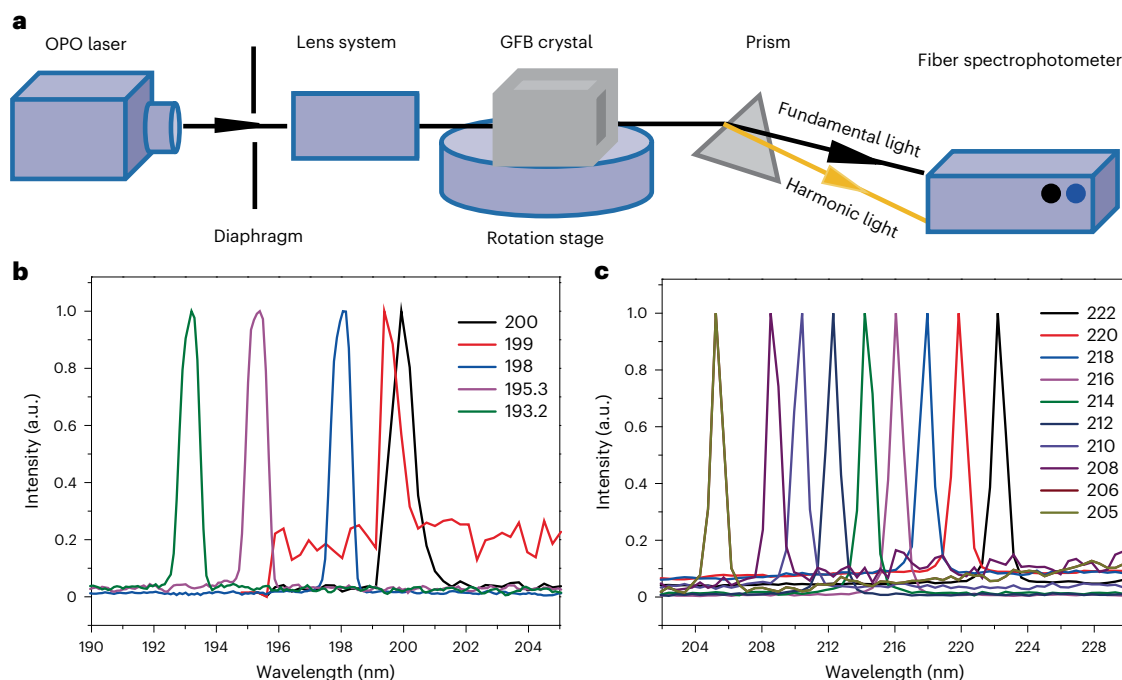 a
OPO laser
Lens system
GFB crystal
Prism
Fiber spectrophotometer
Fundamental light
Harmonic light
Diaphragm
Rotation stage
b
Intensity (a.u.)
1.0
0.8
0.6
0.4
0.2
0
190 192 194 196 198 200 202 204
Wavelength (nm)
200
199
198
195.3
193.2
c
Intensity (a.u.)
1.0
0.8
0.6
0.4
0.2
0
204 208 212 216 220 224 228
Wavelength (nm)
222
220
218
216
214
212
210
208
206
205